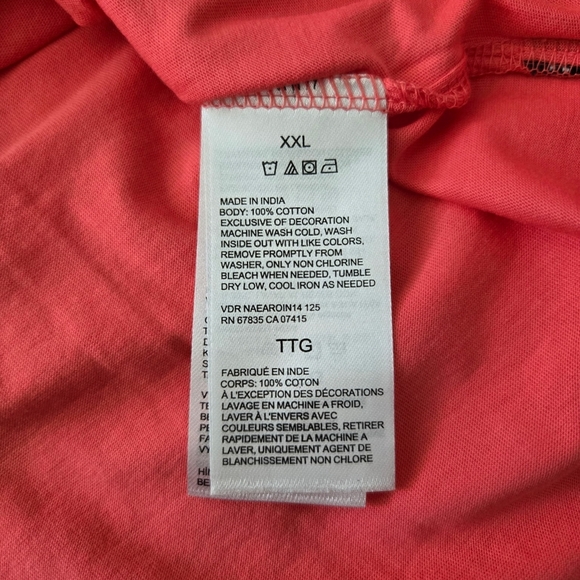 XXL
MADE IN INDIA
BODY: 100% COTTON
EXCLUSIVE OF DECORATION
MACHINE WASH COLD, WASH
INSIDE OUT WITH LIKE COLORS,
REMOVE PROMPTLY FROM
WASHER, ONLY NON CHLORINE
BLEACH WHEN NEEDED, TUMBLE
DRY LOW, COOL IRON AS NEEDED
VDR NAEAROIN14 125
RN 67835 CA 07415
TTG
FABRIQUÉ EN INDE
CORPS: 100% COTTON
À L'EXCEPTION DES DÉCORATIONS
LAVAGE EN MACHINE A FROID,
LAVER À L'ENVERS AVEC
COULEURS SEMBLABLES, RETIRER
RAPIDEMENT DE LA MACHINE A
LAVER, UNIQUEMENT AGENT DE
BLANCHISSEMENT NON CHLORE